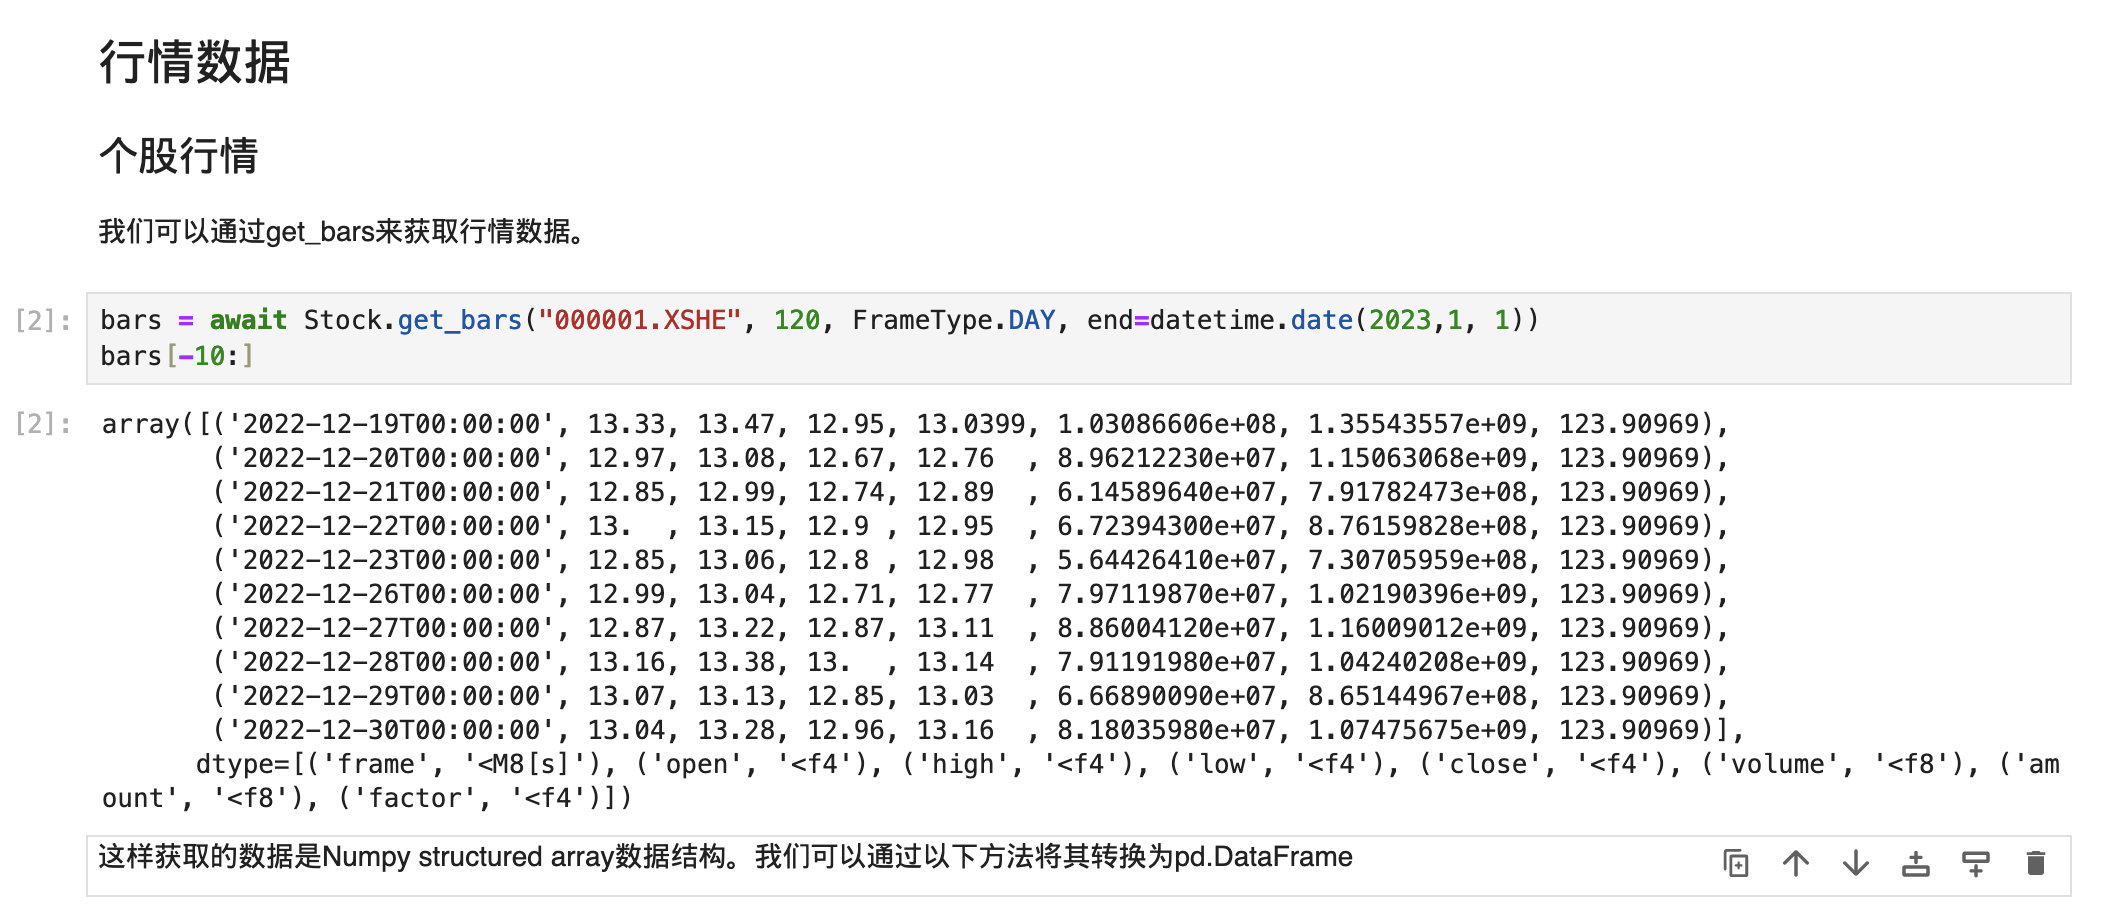 行情数据
个股行情
我们可以通过get_bars来获取行情数据。
[2]: bars = await Stock.get_bars("000001.XSHE", 120, FrameType.DAY, end=datetime.date(2023,1, 1))
bars[-10:]
[2]: array([('2022-12-19T00:00:00', 13.33, 13.47, 12.95, 13.0399, 1.03086606e+08, 1.35543557e+09, 123.90969),
('2022-12-20T00:00:00', 12.97, 13.08, 12.67, 12.76  , 8.96212230e+07, 1.15063068e+09, 123.90969),
('2022-12-21T00:00:00', 12.85, 12.99, 12.74, 12.89  , 6.14589640e+07, 7.91782473e+08, 123.90969),
('2022-12-22T00:00:00', 13.  , 13.15, 12.9 , 12.95  , 6.72394300e+07, 8.76159828e+08, 123.90969),
('2022-12-23T00:00:00', 12.85, 13.06, 12.8 , 12.98  , 5.64426410e+07, 7.30705959e+08, 123.90969),
('2022-12-26T00:00:00', 12.99, 13.04, 12.71, 12.77  , 7.97119870e+07, 1.02190396e+09, 123.90969),
('2022-12-27T00:00:00', 12.87, 13.22, 12.87, 13.11  , 8.86004120e+07, 1.16009012e+09, 123.90969),
('2022-12-28T00:00:00', 13.16, 13.38, 13.  , 13.14  , 7.91191980e+07, 1.04240208e+09, 123.90969),
('2022-12-29T00:00:00', 13.07, 13.13, 12.85, 13.03  , 6.66890090e+07, 8.65144967e+08, 123.90969),
('2022-12-30T00:00:00', 13.04, 13.28, 12.96, 13.16  , 8.18035980e+07, 1.07475675e+09, 123.90969)],
dtype=[('frame', '<M8[s]'), ('open', '<f4'), ('high', '<f4'), ('low', '<f4'), ('close', '<f4'), ('volume', '<f8'), ('am
ount', '<f8'), ('factor', '<f4')])
这样获取的数据是Numpy structured array数据结构。我们可以通过以下方法将其转换为pd.DataFrame